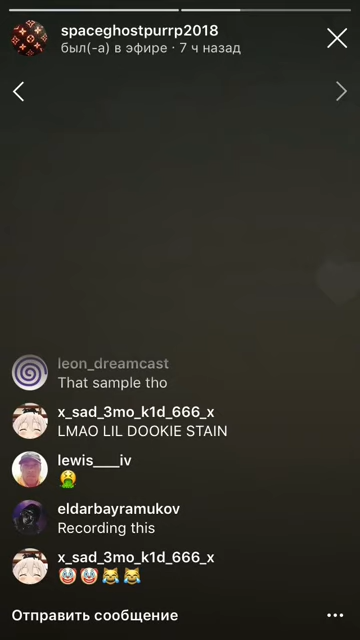 spaceghostpurrp2018
был(-а) в эфире · 7 ч назад
leon_dreamcast
That sample tho
x_sad_3mo_k1d_666_x
LMAO LIL DOOKIE STAIN
lewis____iv
🤮
eldarbayramukov
Recording this
x_sad_3mo_k1d_666_x
🤡🤡😹😹
Отправить сообщение